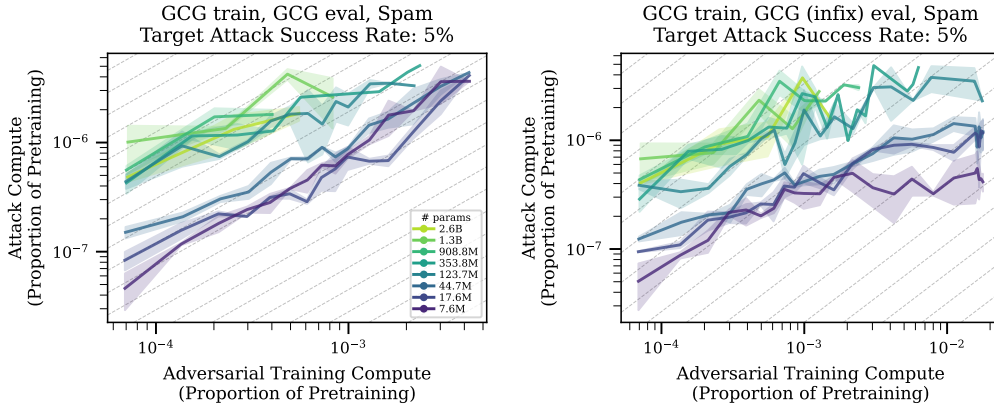 GCG train, GCG eval, Spam
Target Attack Success Rate: 5%
Attack Compute
(Proportion of Pretraining)
10⁻⁶
10⁻⁷
# params
2.6B
1.3B
908.8M
353.8M
123.7M
44.7M
17.6M
7.6M
10⁻⁴
10⁻³
Adversarial Training Compute
(Proportion of Pretraining)
GCG train, GCG (infix) eval, Spam
Target Attack Success Rate: 5%
Attack Compute
(Proportion of Pretraining)
10⁻⁶
10⁻⁷
10⁻⁴
10⁻³
10⁻²
Adversarial Training Compute
(Proportion of Pretraining)